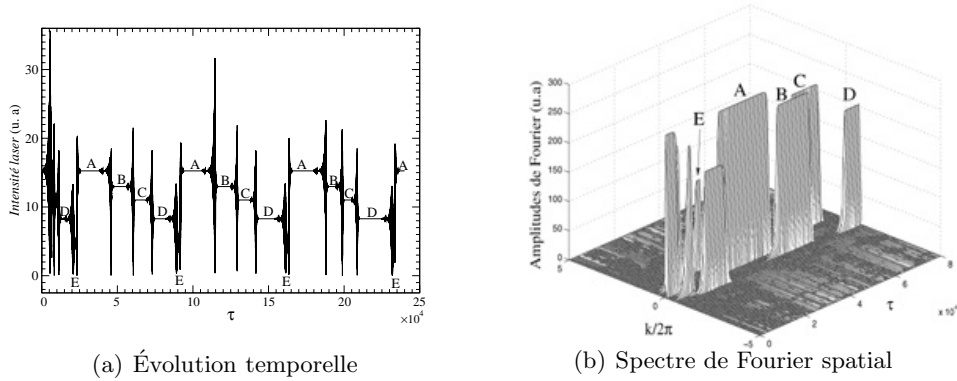 30
20
10
0
Intensité laser (u. a)
A
B
C
D
E
A
B
C
D
E
A
B
C
D
E
A
D
E
0 5 10 15 20 25
×10⁴
τ
(a) Évolution temporelle
300
250
200
150
100
50
0
Amplitudes de Fourier (u.a)
E
A
B
C
D
5
0
-5
k/2π
0
2
4
6
8
τ
(b) Spectre de Fourier spatial